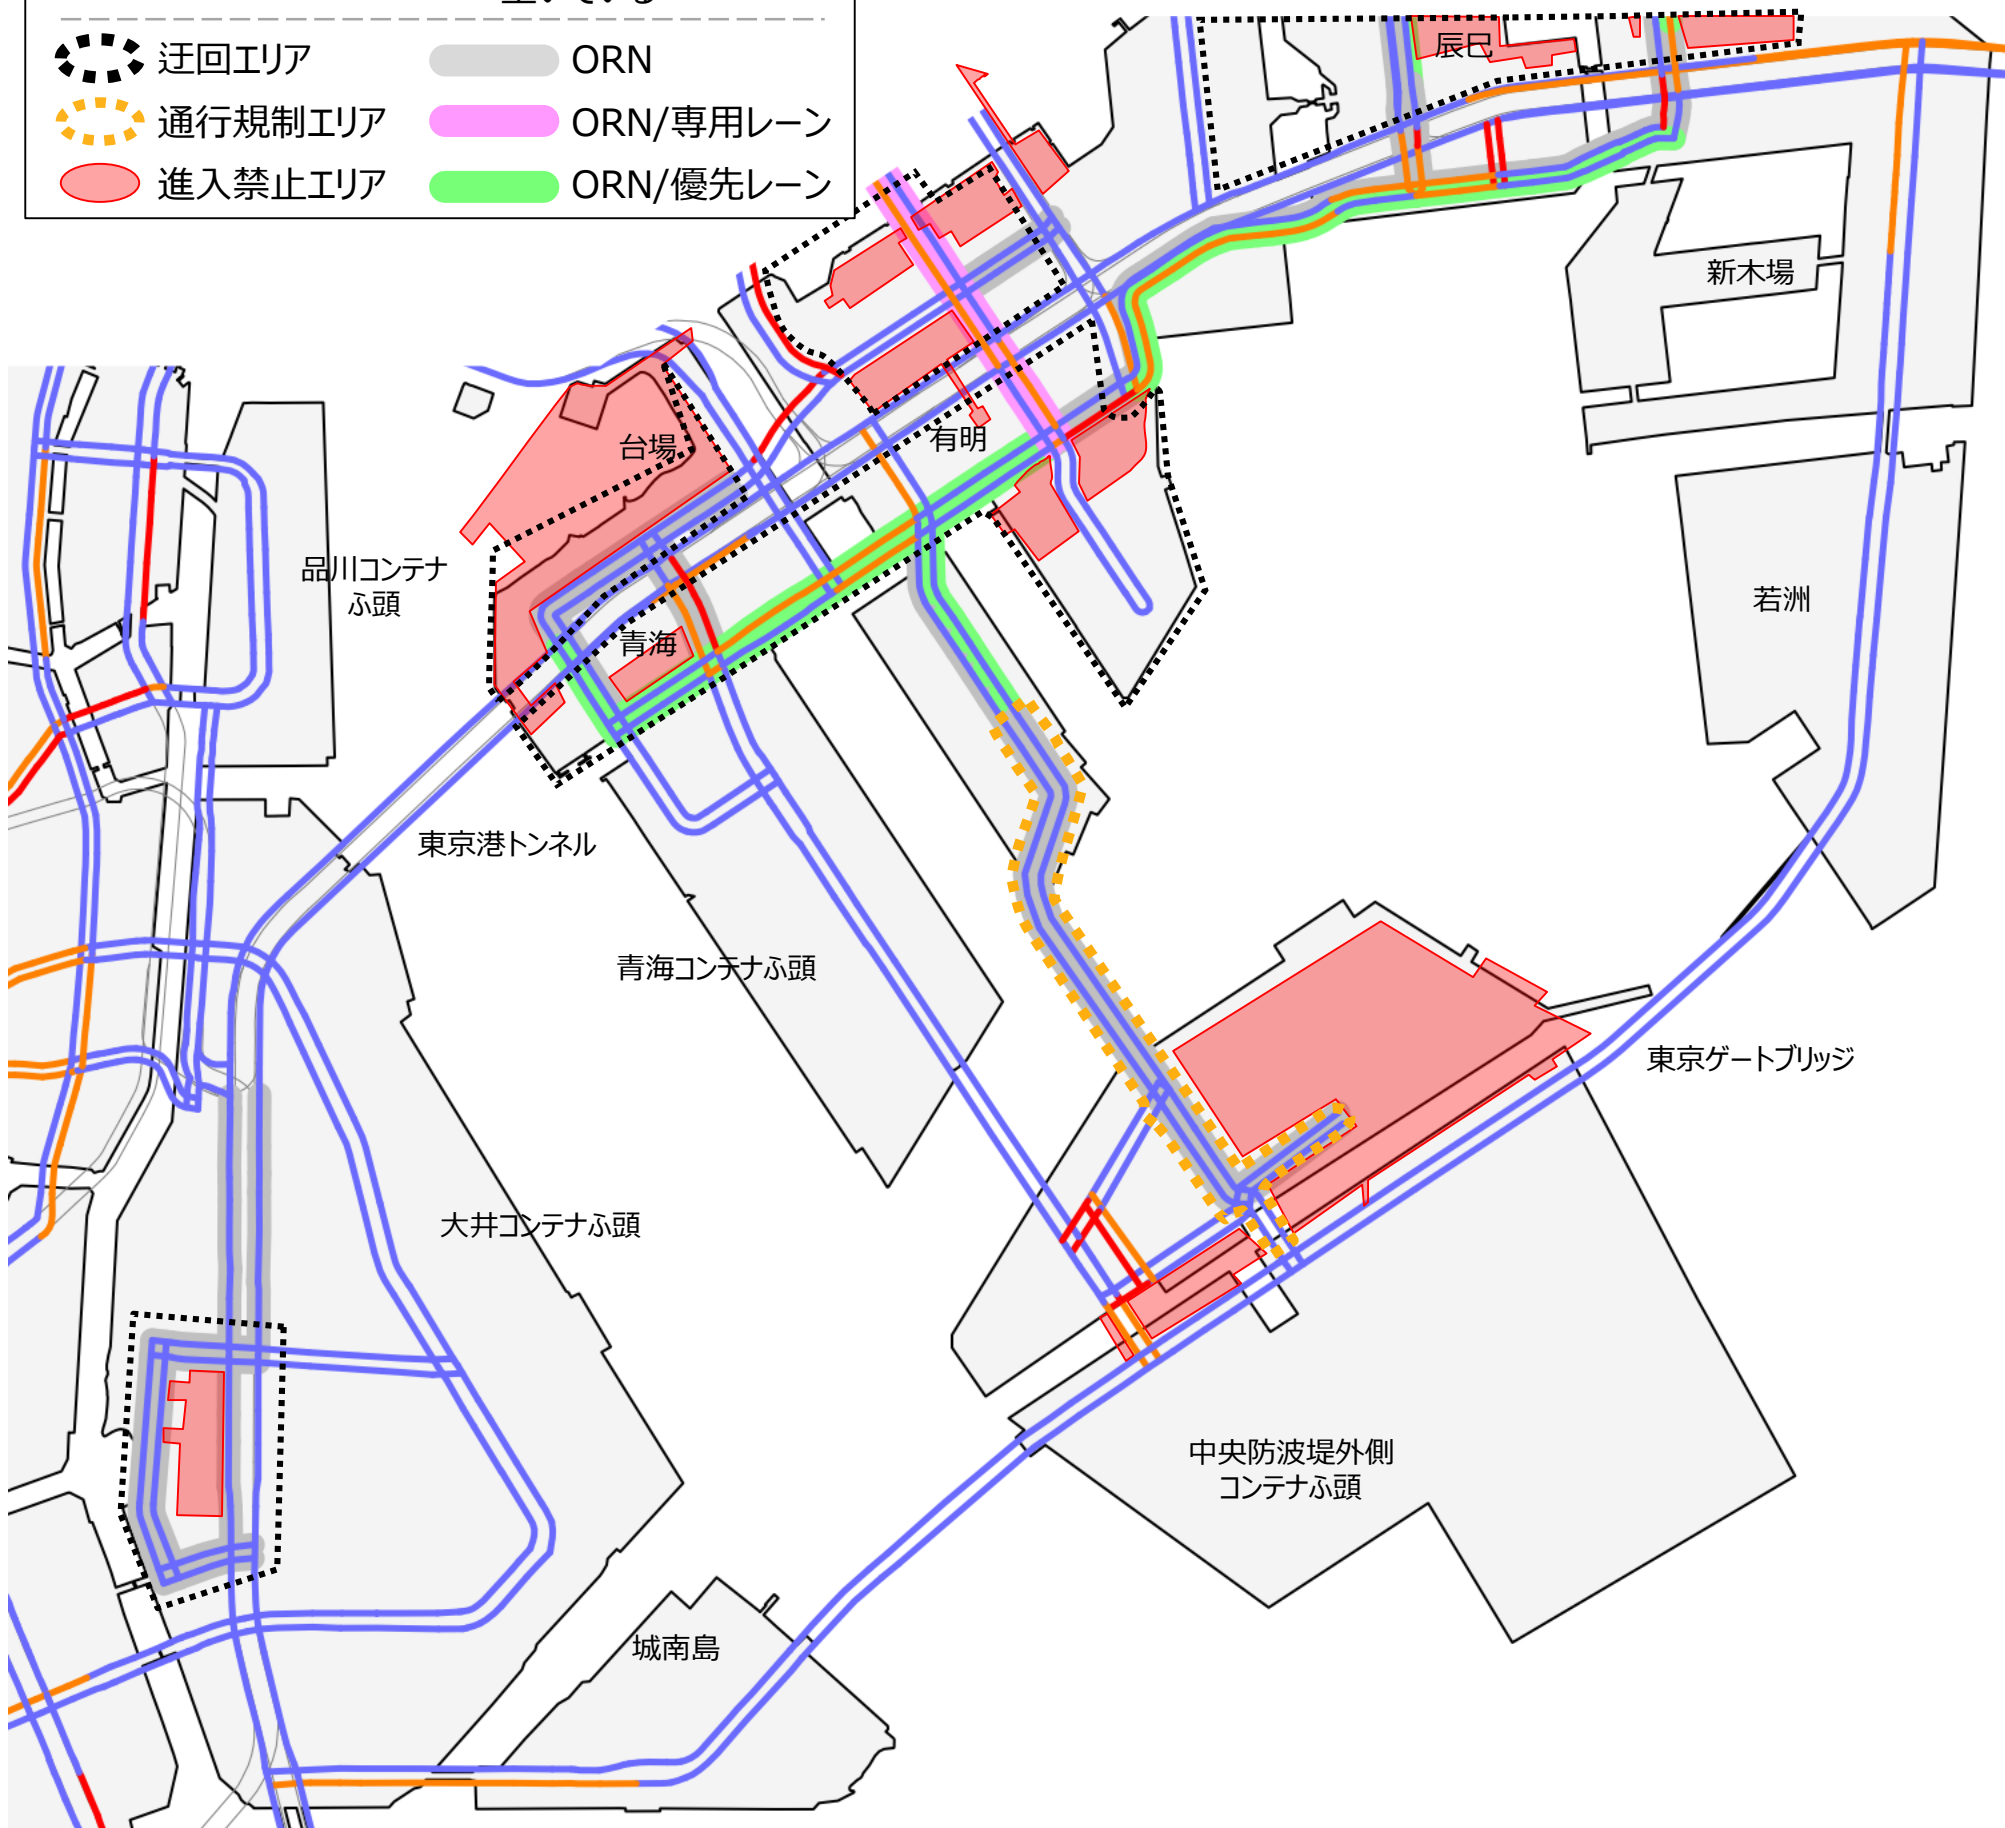 空いている
迂回エリア
ORN
通行規制エリア
ORN/専用レーン
進入禁止エリア
ORN/優先レーン
辰巳
新木場
有明
台場
品川コンテナ
ふ頭
青海
若洲
東京港トンネル
青海コンテナふ頭
東京ゲートブリッジ
大井コンテナふ頭
中央防波堤外側
コンテナふ頭
城南島